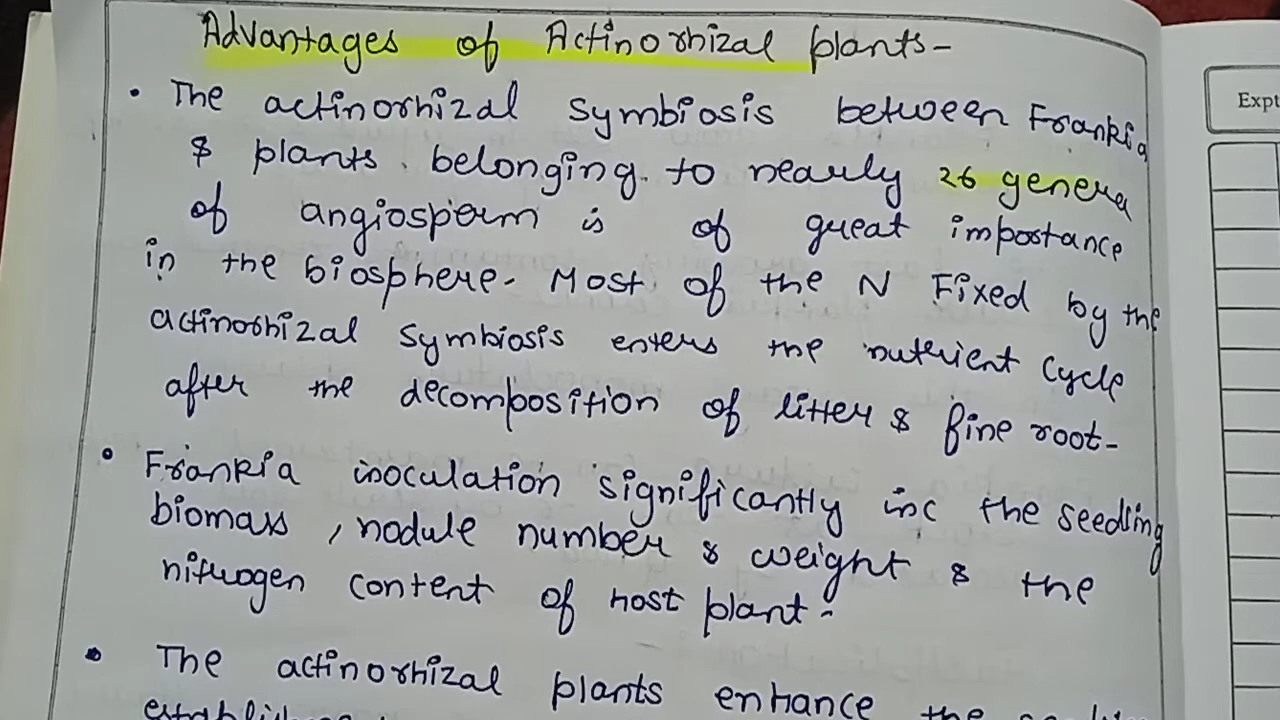 Advantages of Actinorhizal plants-
• The actinorhizal symbiosis between Frankia
& plants belonging to nearly 26 genera
of angiosperm is of great importance
in the biosphere. Most of the N Fixed by the
actinorhizal symbiosis enters the nutrient cycle
after the decomposition of litter & fine root-
• Frankia inoculation significantly inc the seedling
biomass, nodule number & weight & the
nitrogen content of host plant-
• The actinorhizal plants enhance the
Expt